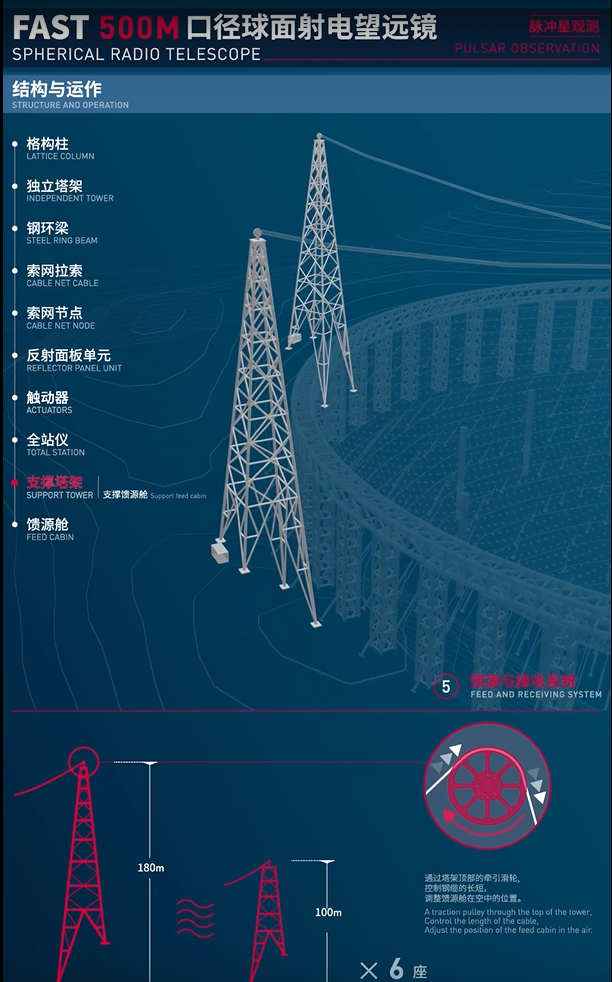 FAST 500M 口径球面射电望远镜
SPHERICAL RADIO TELESCOPE
脉冲星观测
PULSAR OBSERVATION
结构与运作
STRUCTURE AND OPERATION
格构柱
LATTICE COLUMN
独立塔架
INDEPENDENT TOWER
钢环梁
STEEL RING BEAM
索网拉索
CABLE NET CABLE
索网节点
CABLE NET NODE
反射面板单元
REFLECTOR PANEL UNIT
触动器
ACTUATORS
全站仪
TOTAL STATION
支撑塔架
SUPPORT TOWER
支撑馈源舱 Support feed cabin
馈源舱
FEED CABIN
5
馈源与接收系统
FEED AND RECEIVING SYSTEM
180m
100m
通过塔架顶部的牵引滑轮,
控制钢缆的长短,
调整馈源舱在空中的位置。
A traction pulley through the top of the tower,
Control the length of the cable,
Adjust the position of the feed cabin in the air.
× 6 座